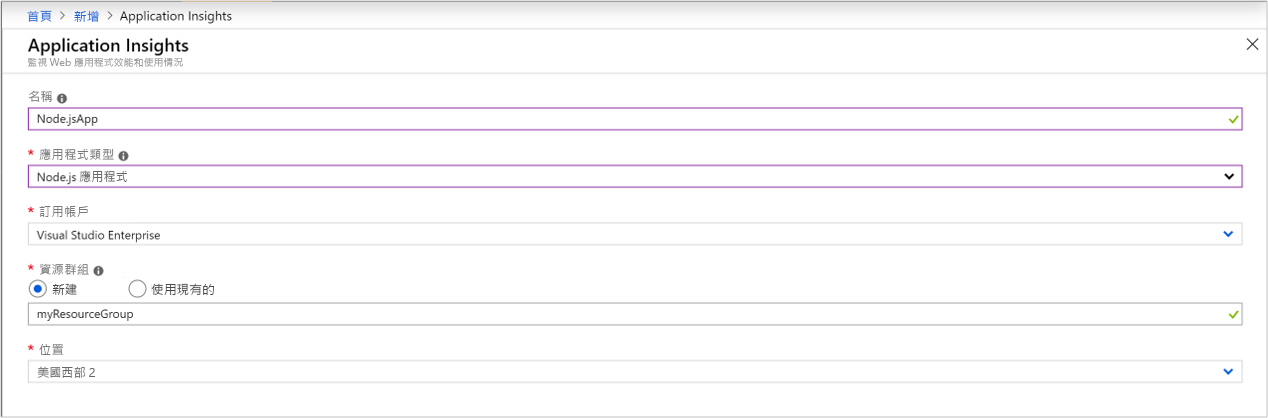 首頁 > 新增 > Application Insights
Application Insights
監視 Web 應用程式效能和使用情況
名稱
Node.jsApp
* 應用程式類型
Node.js 應用程式
* 訂用帳戶
Visual Studio Enterprise
* 資源群組
新建 使用現有的
myResourceGroup
* 位置
美國西部 2